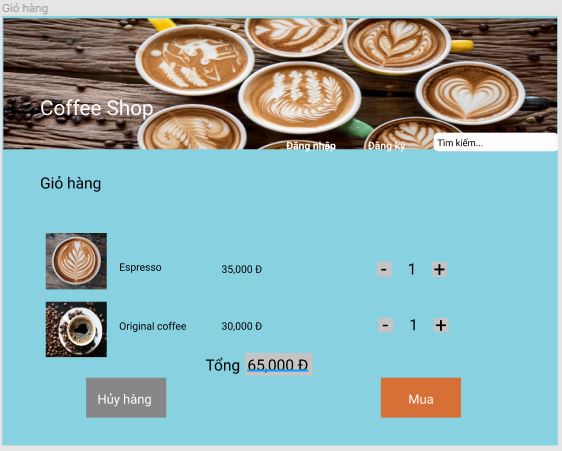 Giỏ hàng
Coffee Shop
Đăng nhập Đăng ký Tìm kiếm...
Giỏ hàng
Espresso 35,000 Đ - 1 +
Original coffee 30,000 Đ - 1 +
Tổng 65,000 Đ
Hủy hàng Mua